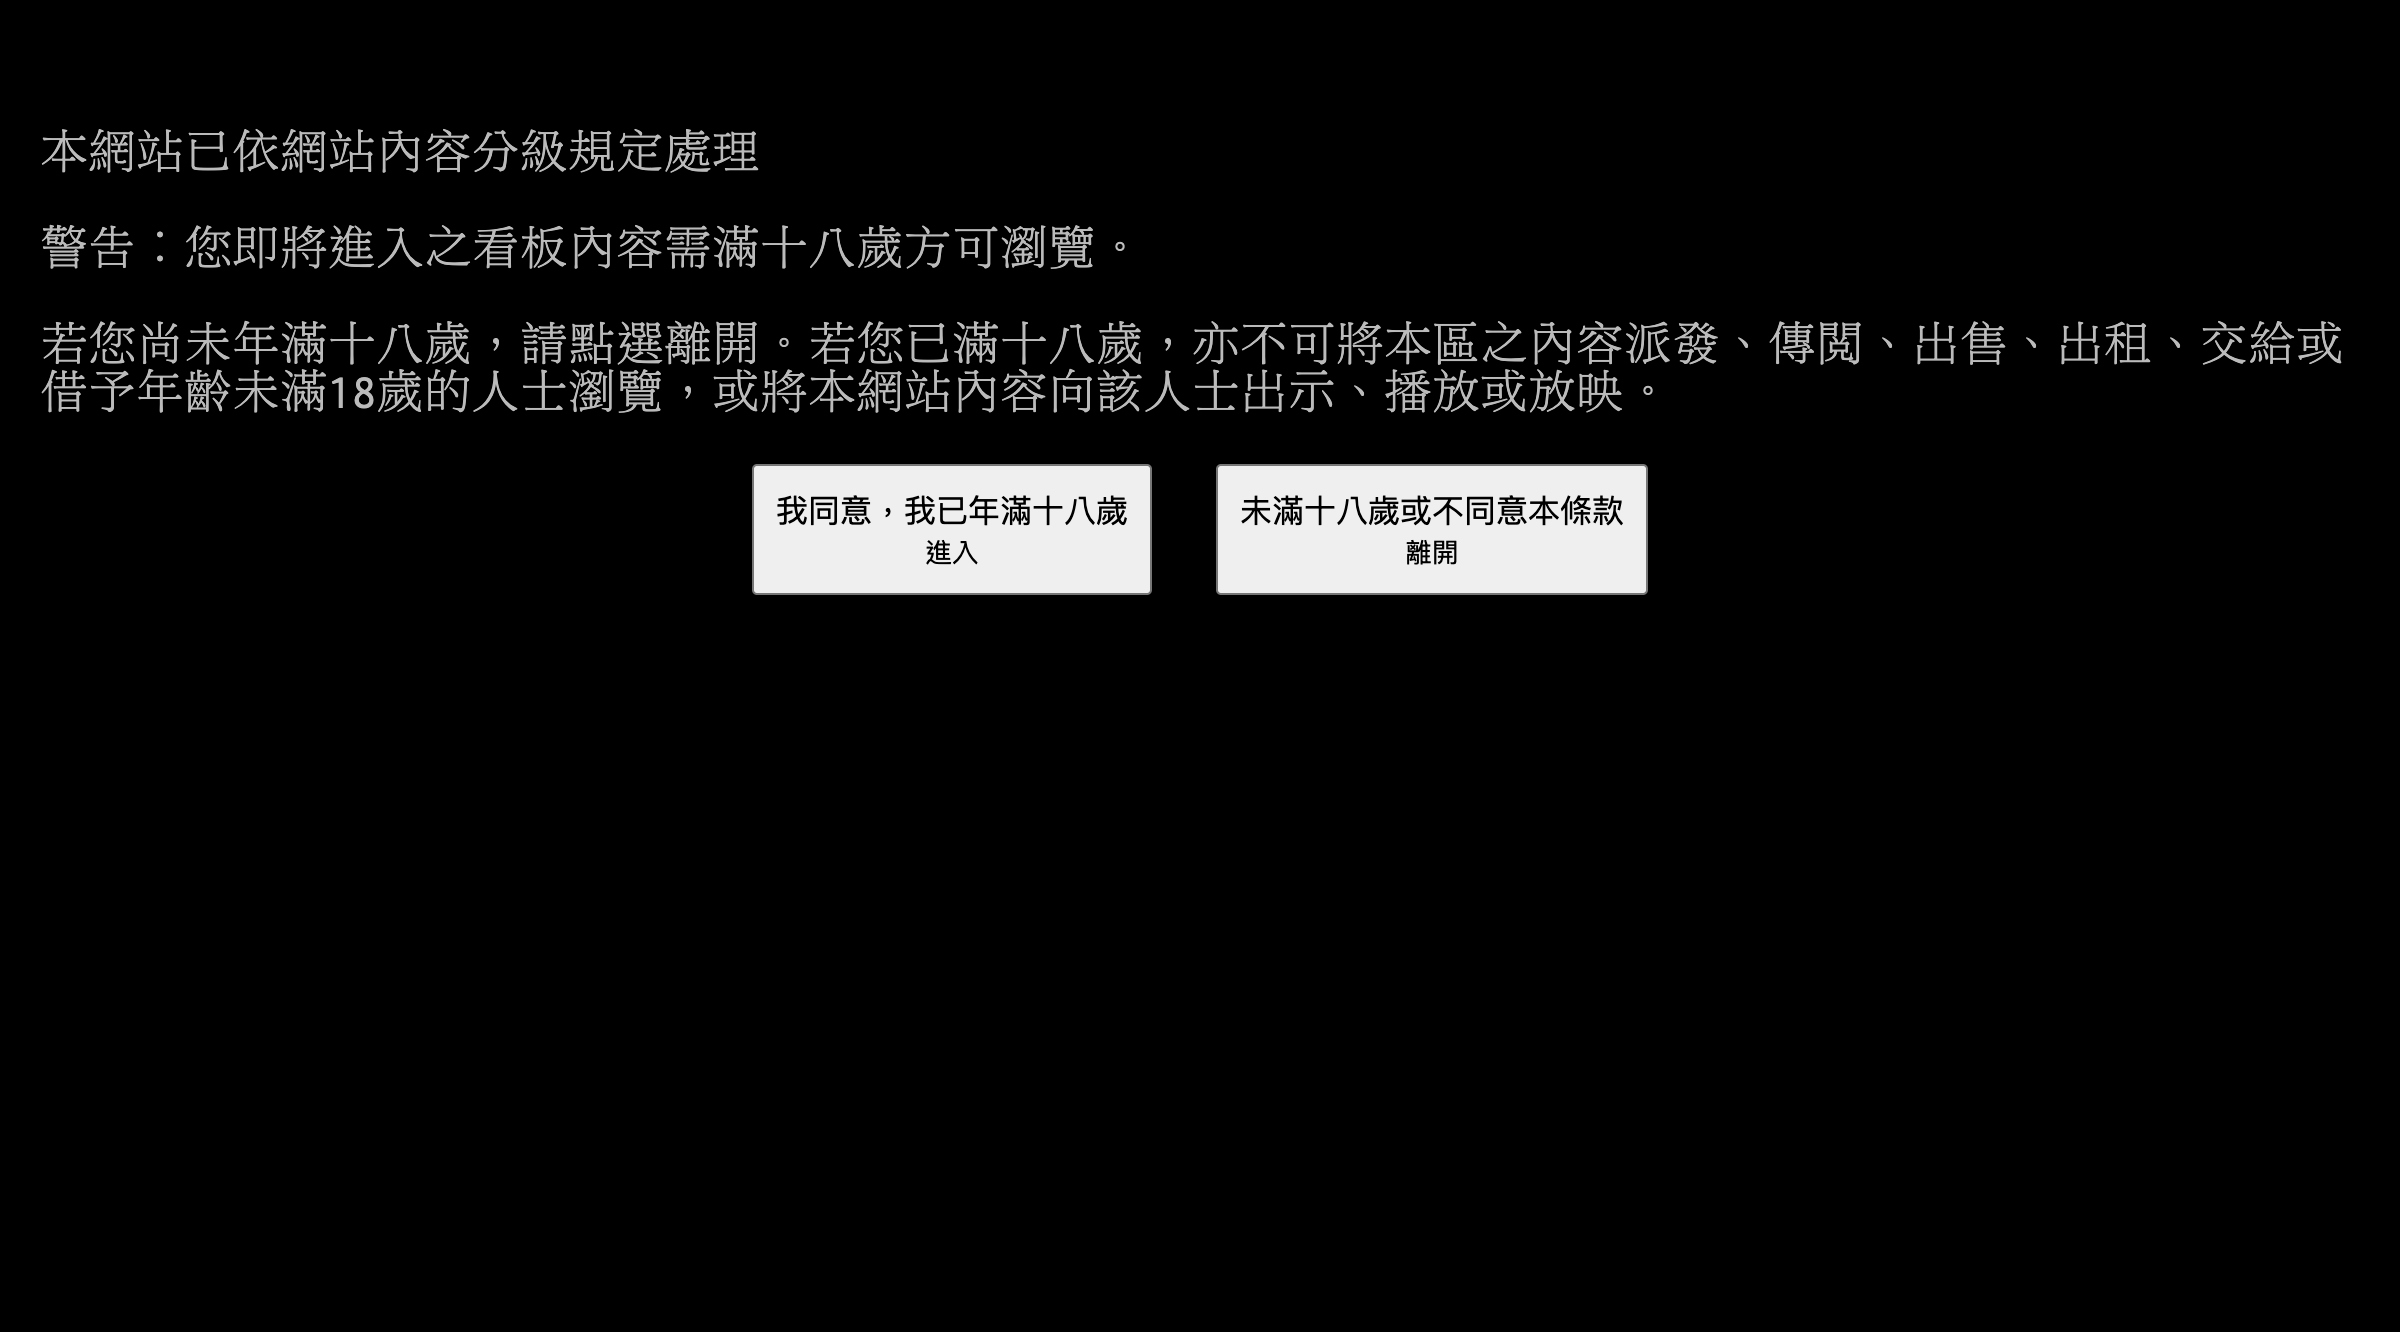 本網站已依網站內容分級規定處理
警告：您即將進入之看板內容需滿十八歲方可瀏覽。
若您尚未年滿十八歲，請點選離開。若您已滿十八歲，亦不可將本區之內容派發、傳閱、出售、出租、交給或
借予年齡未滿18歲的人士瀏覽，或將本網站內容向該人士出示、播放或放映。
我同意，我已年滿十八歲
進入
未滿十八歲或不同意本條款
離開